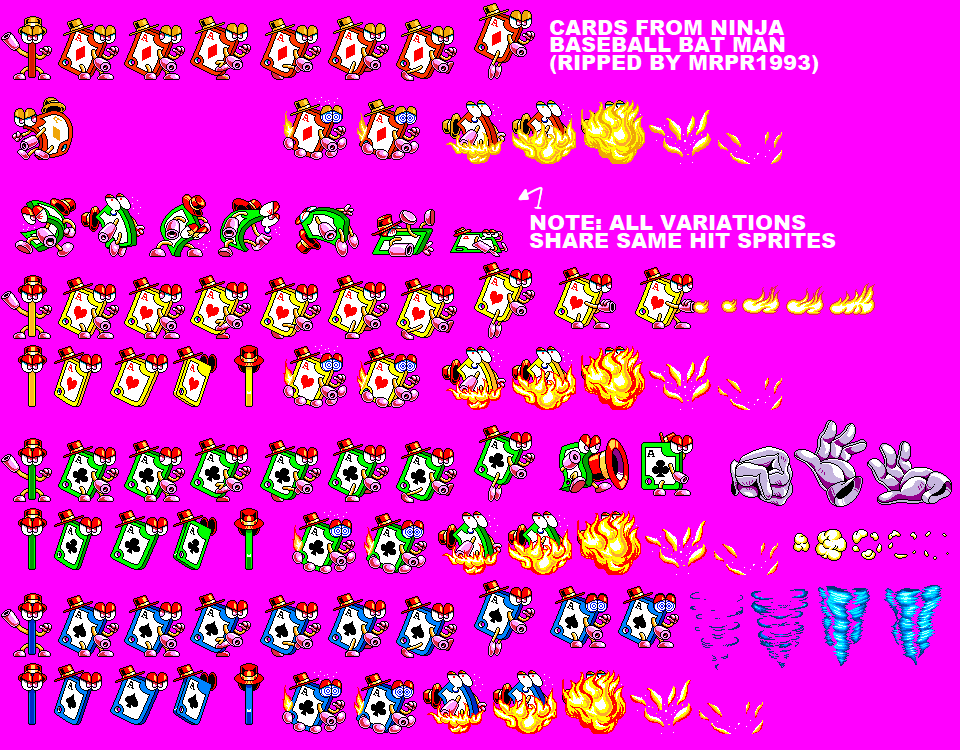 CARDS FROM NINJA
BASEBALL BAT MAN
(RIPPED BY MRPR1993)
NOTE: ALL VARIATIONS
SHARE SAME HIT SPRITES